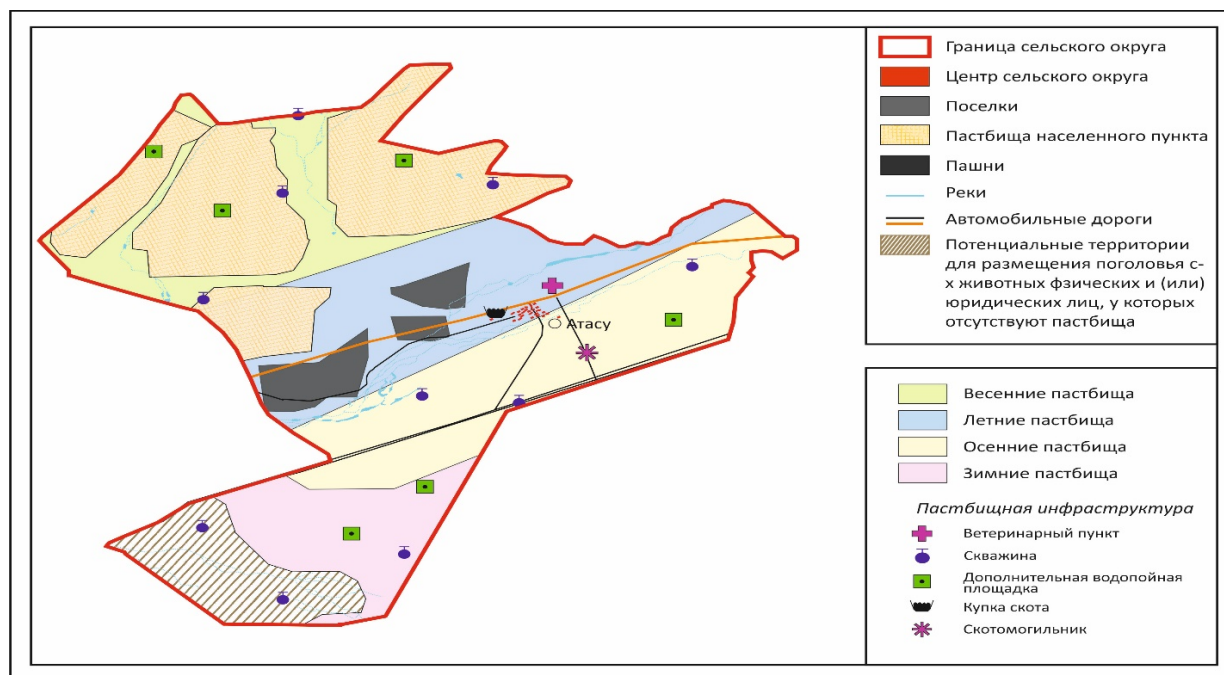 Атасу
Граница сельского округа
Центр сельского округа
Поселки
Пастбища населенного пункта
Пашни
Реки
Автомобильные дороги
Потенциальные территории
для размещения поголовья с-
х животных фзических и (или)
юридических лиц, у которых
отсутствуют пастбища
Весенние пастбища
Летние пастбища
Осенние пастбища
Зимние пастбища
Пастбищная инфраструктура
Ветеринарный пункт
Скважина
Дополнительная водопойная
площадка
Купка скота
Скотомогильник